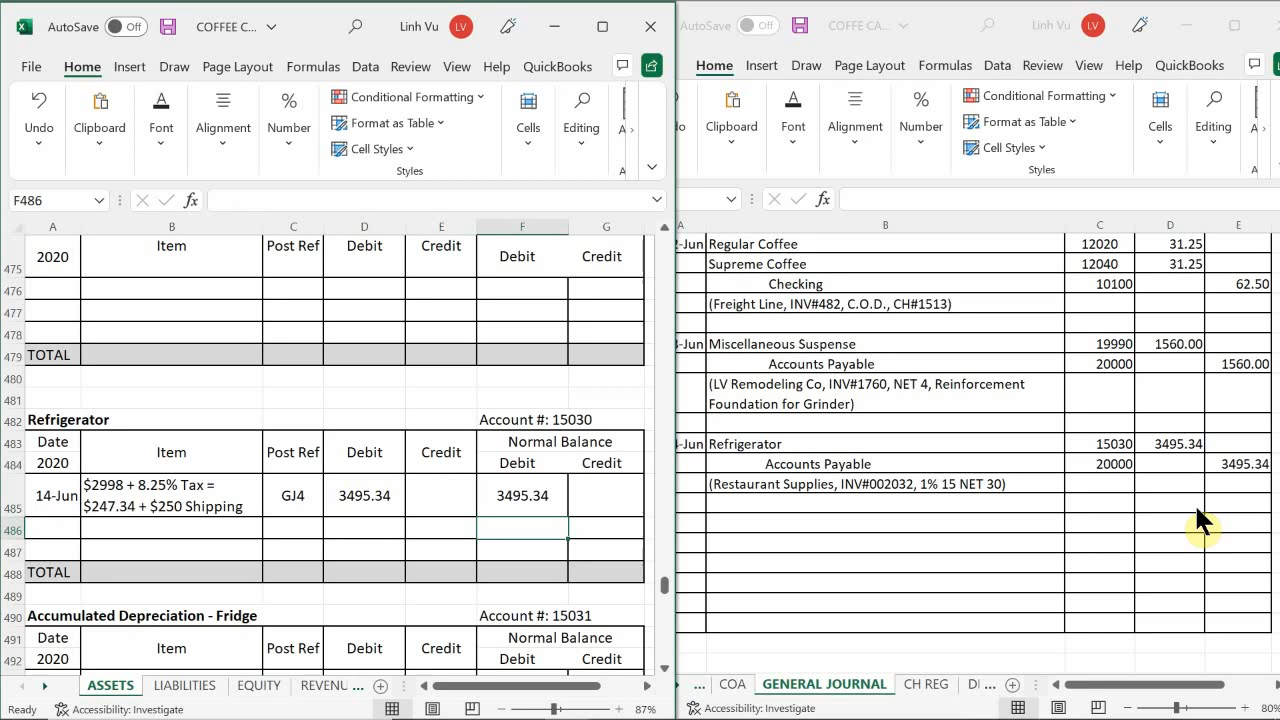 AutoSave Off COFFEE C... Linh Vu LV
File Home Insert Draw Page Layout Formulas Data Review View Help QuickBooks
Undo Clipboard Font Alignment Number Conditional Formatting Format as Table Cell Styles Styles Cells Editing
F486 fx
A B C D E F G
475 2020 Item Post Ref Debit Credit Debit Credit
476
477
478
479 TOTAL
480
481
482 Refrigerator Account #: 15030
483 Date Item Post Ref Debit Credit Normal Balance
484 2020 Debit Credit
485 14-Jun $2998 + 8.25% Tax =
$247.34 + $250 Shipping GJ4 3495.34 3495.34
486
487
488 TOTAL
489
490 Accumulated Depreciation - Fridge Account #: 15031
491 Date Item Post Ref Debit Credit Normal Balance
492 2020 Debit Credit
... ASSETS LIABILITIES EQUITY REVENU ...
Ready Accessibility: Investigate 87%
AutoSave Off COFFE CA... Linh Vu LV
Home Insert Draw Page Layout Formulas Data Review View Help QuickBooks
Clipboard Font Alignment Number Conditional Formatting Format as Table Cell Styles Styles Cells Editing
fx
A B C D E
-Jun Regular Coffee 12020 31.25
Supreme Coffee 12040 31.25
Checking 10100 62.50
(Freight Line, INV#482, C.O.D., CH#1513)
-Jun Miscellaneous Suspense 19990 1560.00
Accounts Payable 20000 1560.00
(LV Remodeling Co, INV#1760, NET 4, Reinforcement
Foundation for Grinder)
-Jun Refrigerator 15030 3495.34
Accounts Payable 20000 3495.34
(Restaurant Supplies, INV#002032, 1% 15 NET 30)
... COA GENERAL JOURNAL CH REG ...
Accessibility: Investigate 80%